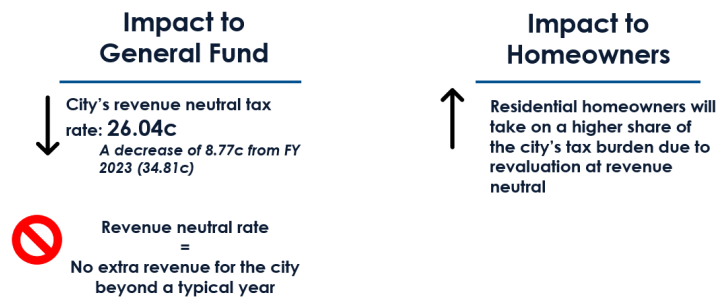 Impact to
General Fund
City's revenue neutral tax
rate: 26.04c
A decrease of 8.77c from FY
2023 (34.81c)
Revenue neutral rate
=
No extra revenue for the city
beyond a typical year
Impact to
Homeowners
Residential homeowners will
take on a higher share of
the city's tax burden due to
revaluation at revenue
neutral